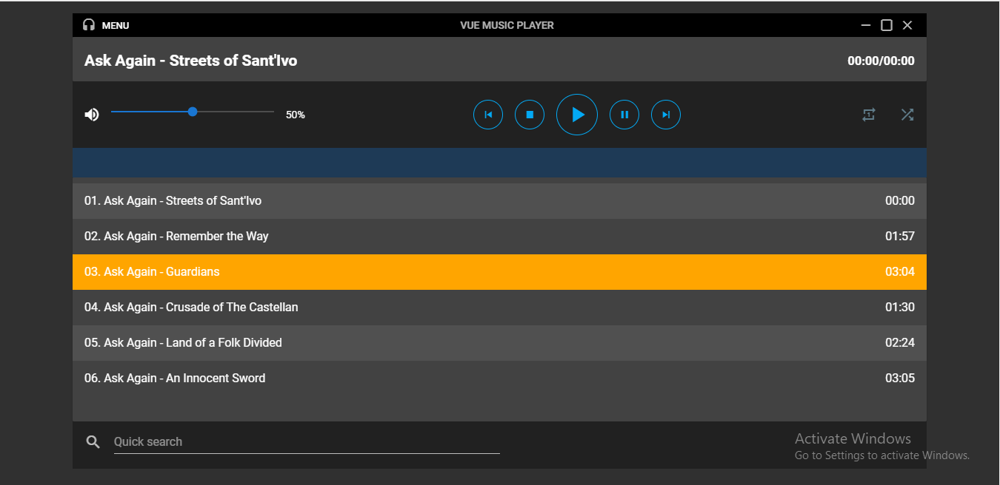 MENU
VUE MUSIC PLAYER
Ask Again - Streets of Sant'Ivo
00:00/00:00
50%
01. Ask Again - Streets of Sant'Ivo 00:00
02. Ask Again - Remember the Way 01:57
03. Ask Again - Guardians 03:04
04. Ask Again - Crusade of The Castellan 01:30
05. Ask Again - Land of a Folk Divided 02:24
06. Ask Again - An Innocent Sword 03:05
Quick search
Activate Windows
Go to Settings to activate Windows.